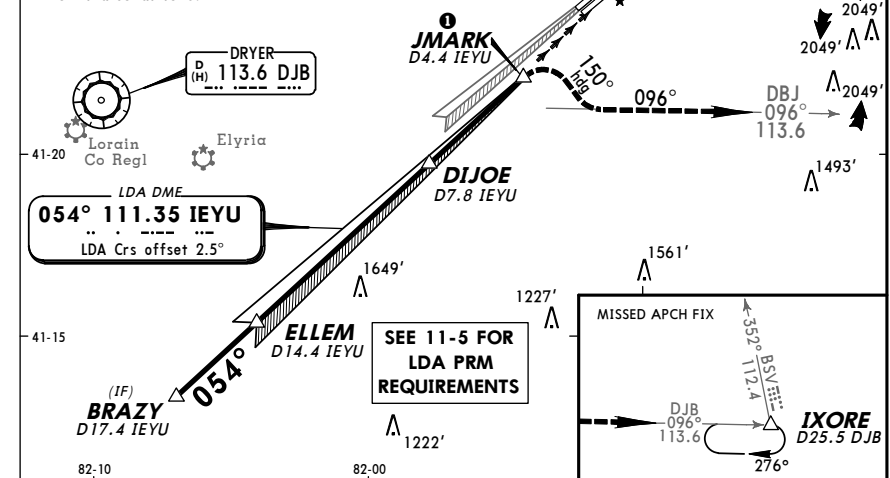 1
JMARK
D4.4 IEYU
2049'
2049'
2049'
2049'
DRYER
D
(H) 113.6 DJB
150°
hdg
096°
DBJ
096°
113.6
Lorain
Co Regl
Elyria
41-20
DIJOE
D7.8 IEYU
1493'
LDA DME
054° 111.35 IEYU
LDA Crs offset 2.5°
1649'
1561'
1227'
41-15
ELLEM
D14.4 IEYU
SEE 11-5 FOR
LDA PRM
REQUIREMENTS
054°
(IF)
BRAZY
D17.4 IEYU
1222'
82-10
82-00
MISSED APCH FIX
352° BSV
112.4
DJB
096°
113.6
IXORE
D25.5 DJB
276°